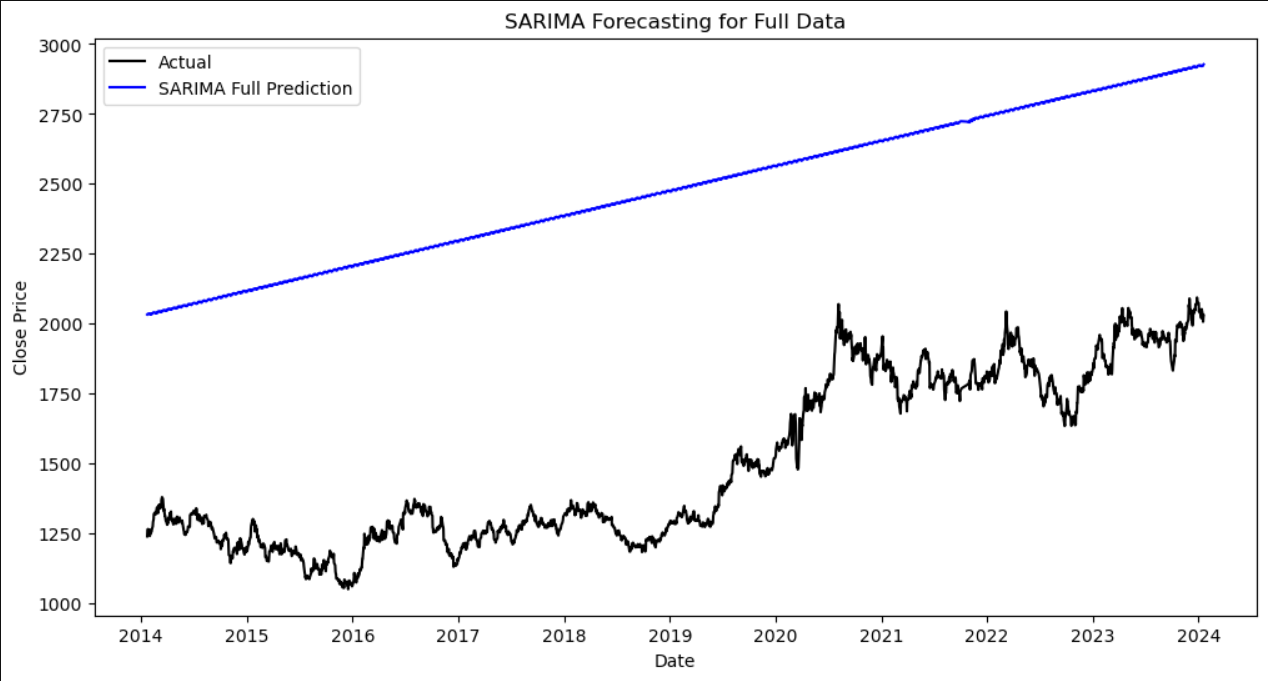 SARIMA Forecasting for Full Data
Actual
SARIMA Full Prediction
3000
2750
2500
2250
2000
1750
1500
1250
1000
Close Price
2014 2015 2016 2017 2018 2019 2020 2021 2022 2023 2024
Date